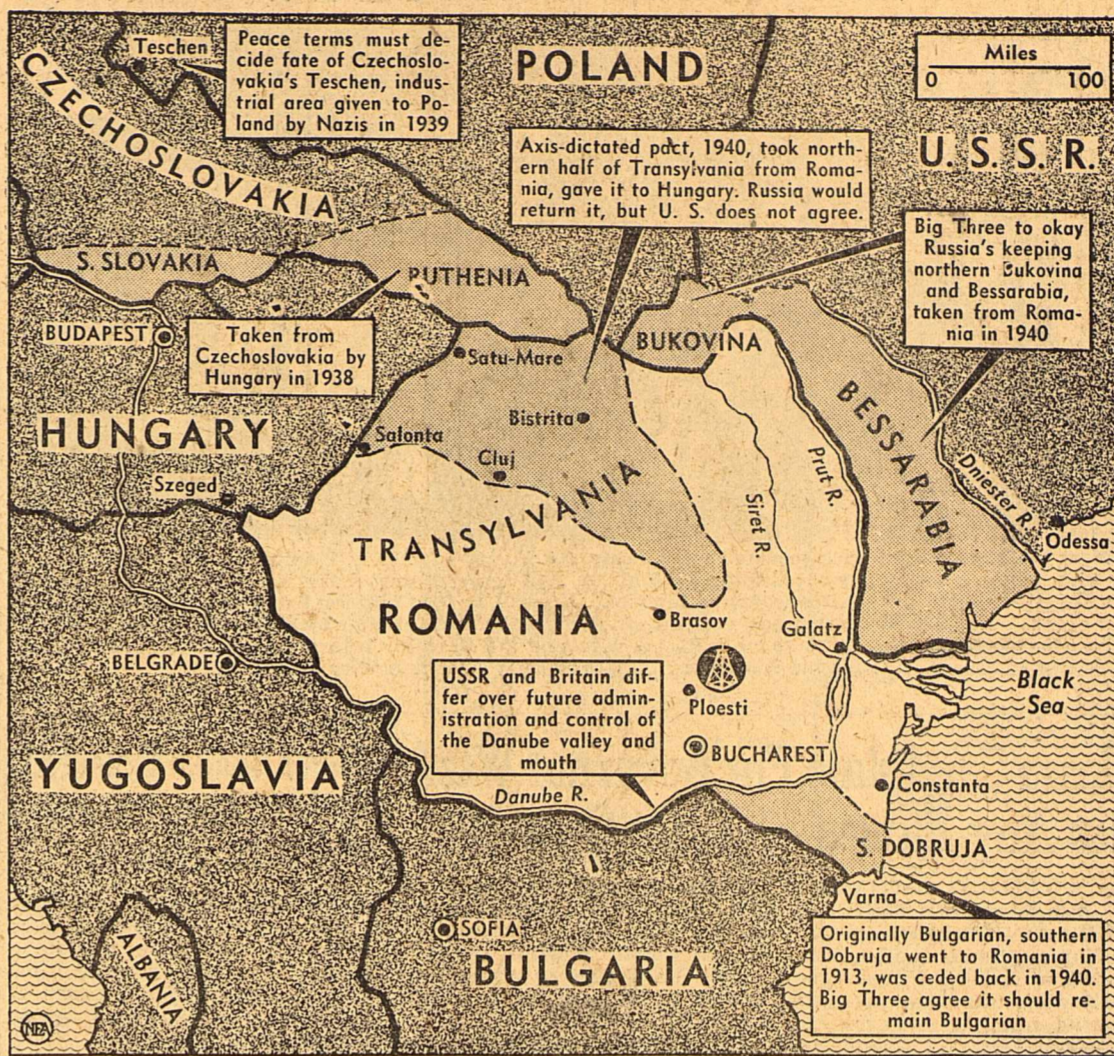 Teschen
Peace terms must de-
cide fate of Czechoslo-
vakia's Teschen, indus-
trial area given to Po-
land by Nazis in 1939
POLAND
Miles
0 100
CZECHOSLOVAKIA
U. S. S. R.
Axis-dictated pact, 1940, took north-
ern half of Transylvania from Roma-
nia, gave it to Hungary. Russia would
return it, but U. S. does not agree.
Big Three to okay
Russia's keeping
northern Bukovina
and Bessarabia,
taken from Roma-
nia in 1940
S. SLOVAKIA
RUTHENIA
BUDAPEST
Taken from
Czechoslovakia by
Hungary in 1938
Satu-Mare
BUKOVINA
HUNGARY
Bistrita
BESSARABIA
Salonta
Cluj
Szeged
Prut R.
Siret R.
Dniester R.
Odessa
TRANSYLVANIA
ROMANIA
Brasov
Galatz
BELGRADE
USSR and Britain dif-
fer over future admin-
istration and control of
the Danube valley and
mouth
Ploesti
Black
Sea
BUCHAREST
YUGOSLAVIA
Danube R.
Constanta
S. DOBRUJA
Varna
SOFIA
BULGARIA
ALBANIA
Originally Bulgarian, southern
Dobruja went to Romania in
1913, was ceded back in 1940.
Big Three agree it should re-
main Bulgarian
NEA